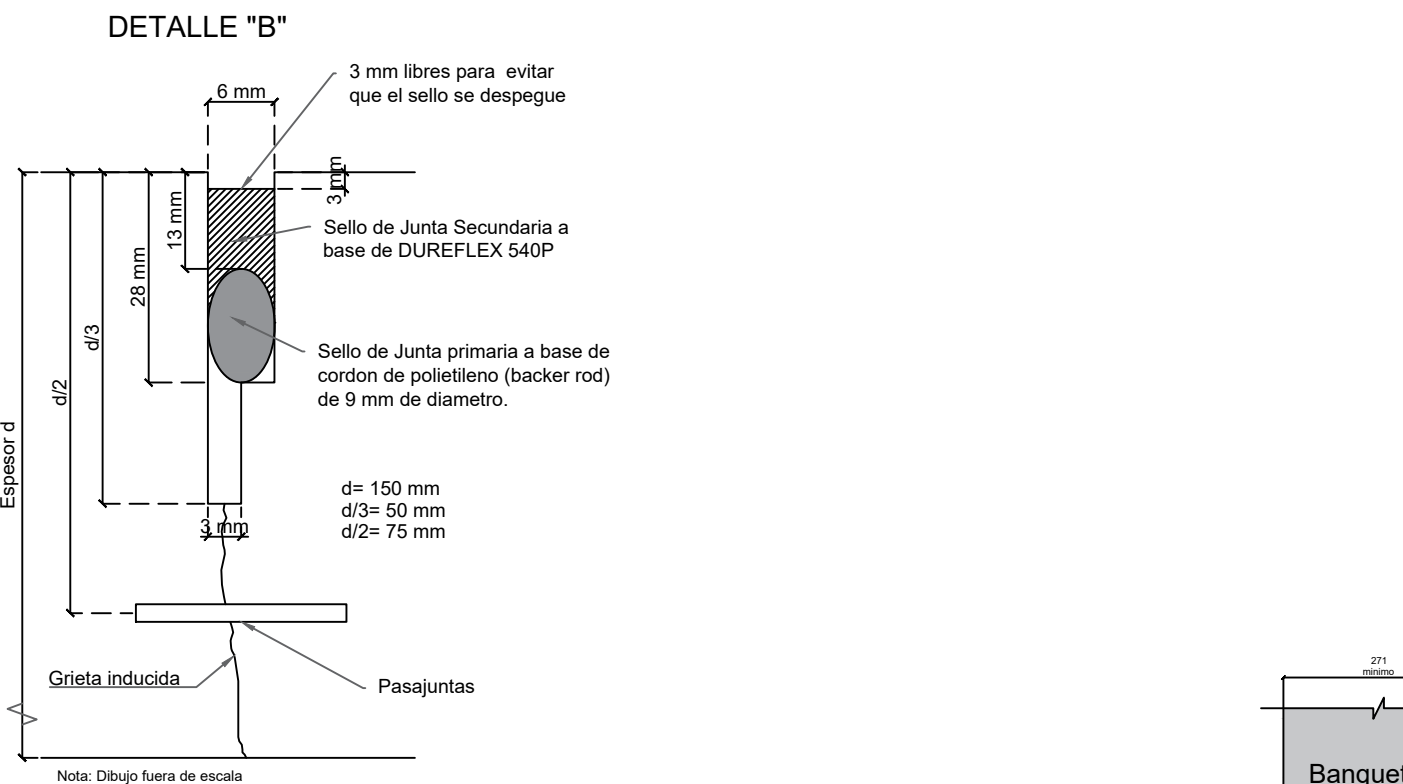 DETALLE "B"
3 mm libres para evitar
que el sello se despegue
6 mm
3 mm
13 mm
Sello de Junta Secundaria a
base de DUREFLEX 540P
28 mm
d/3
Sello de Junta primaria a base de
cordon de polietileno (backer rod)
de 9 mm de diametro.
d/2
Espesor d
d= 150 mm
d/3= 50 mm
d/2= 75 mm
3 mm
Grieta inducida
Pasajuntas
Nota: Dibujo fuera de escala
271
minimo
Banquet